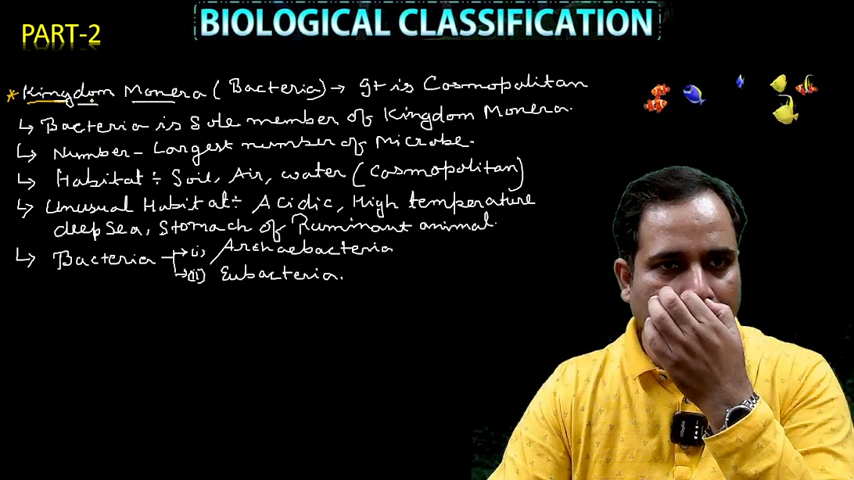 BIOLOGICAL CLASSIFICATION
PART-2
* Kingdom Monera (Bacteria) → It is Cosmopolitan
↳ Bacteria is Sole member of Kingdom Monera.
↳ Number - Largest number of Microbe.
↳ Habitat ÷ Soil, Air, water (Cosmopolitan)
↳ Unusual Habitat ÷ Acidic, High temperature
deep Sea, Stomach of Ruminant animal.
↳ Bacteria → (i) Archaebacteria
→ (ii) Eubacteria.